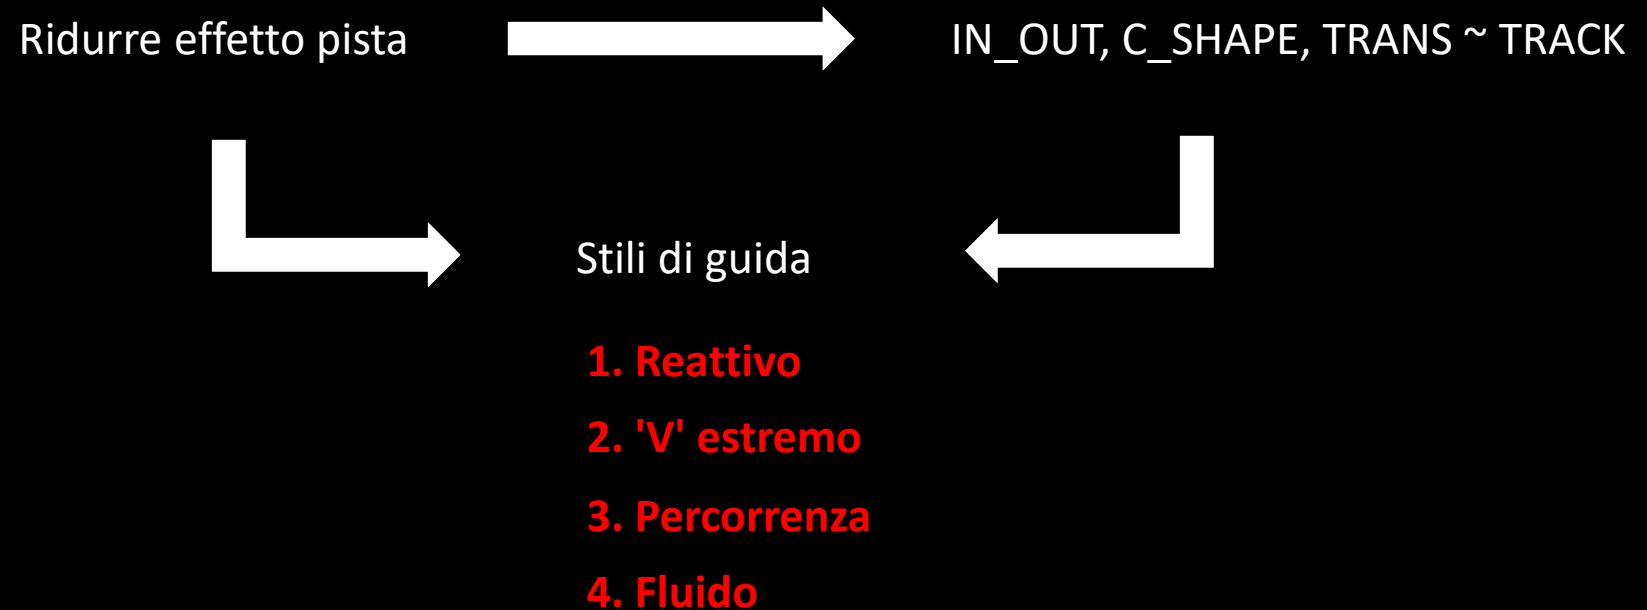 Ridurre effetto pista
IN_OUT, C_SHAPE, TRANS ~ TRACK
Stili di guida
1. Reattivo
2. 'V' estremo
3. Percorrenza
4. Fluido